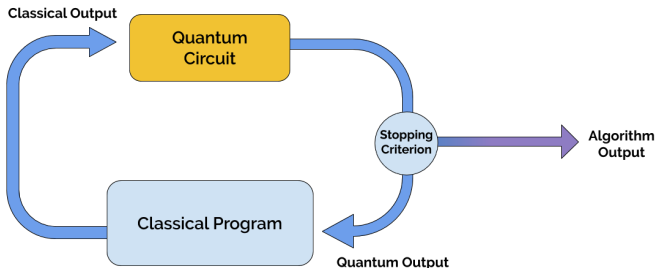 Classical Output
Quantum
Circuit
Stopping
Criterion
Algorithm
Output
Classical Program
Quantum Output